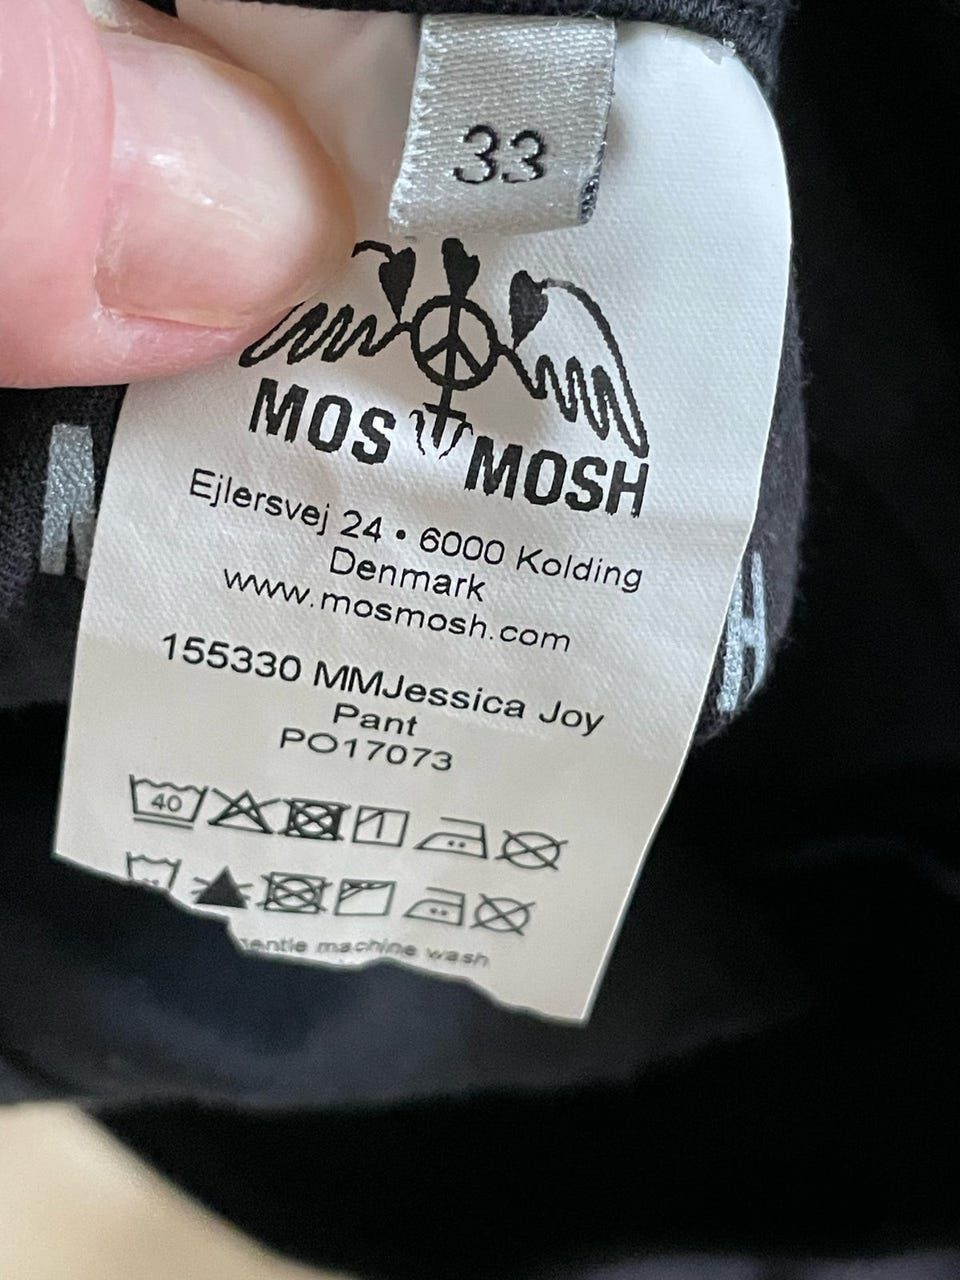 33
MOS MOSH
Ejlersvej 24 • 6000 Kolding
Denmark
www.mosmosh.com
155330 MMJessica Joy
Pant
PO17073
40
machine wash